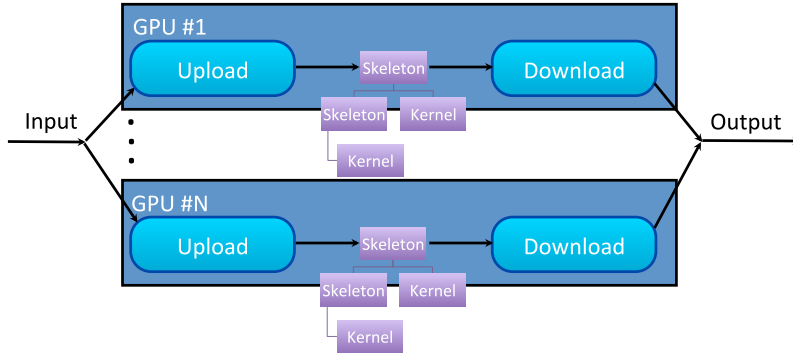 GPU #1
Upload
Skeleton
Download
Skeleton
Kernel
Kernel
Input
Output
GPU #N
Upload
Skeleton
Download
Skeleton
Kernel
Kernel